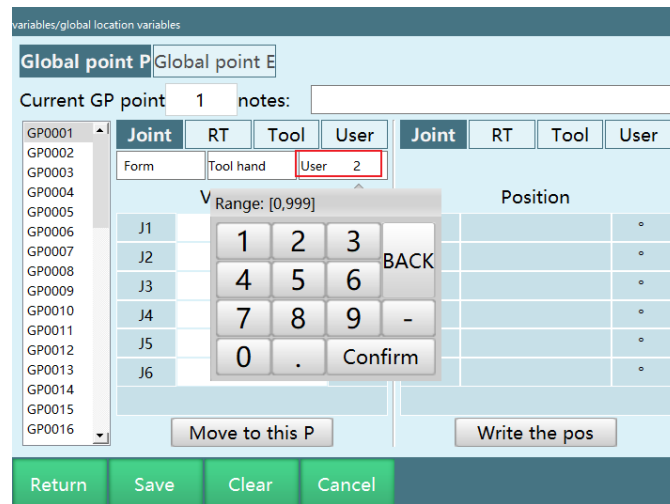 variables/global location variables
Global point P Global point E
Current GP point 1 notes:
GP0001
GP0002
GP0003
GP0004
GP0005
GP0006
GP0007
GP0008
GP0009
GP0010
GP0011
GP0012
GP0013
GP0014
GP0015
GP0016
Joint RT Tool User
Form Tool hand User 2
V
J1
J2
J3
J4
J5
J6
Range: [0,999]
1 2 3 BACK
4 5 6
7 8 9 -
0 . Confirm
Move to this P
Joint RT Tool User
Position
°
°
°
°
°
°
Write the pos
Return Save Clear Cancel